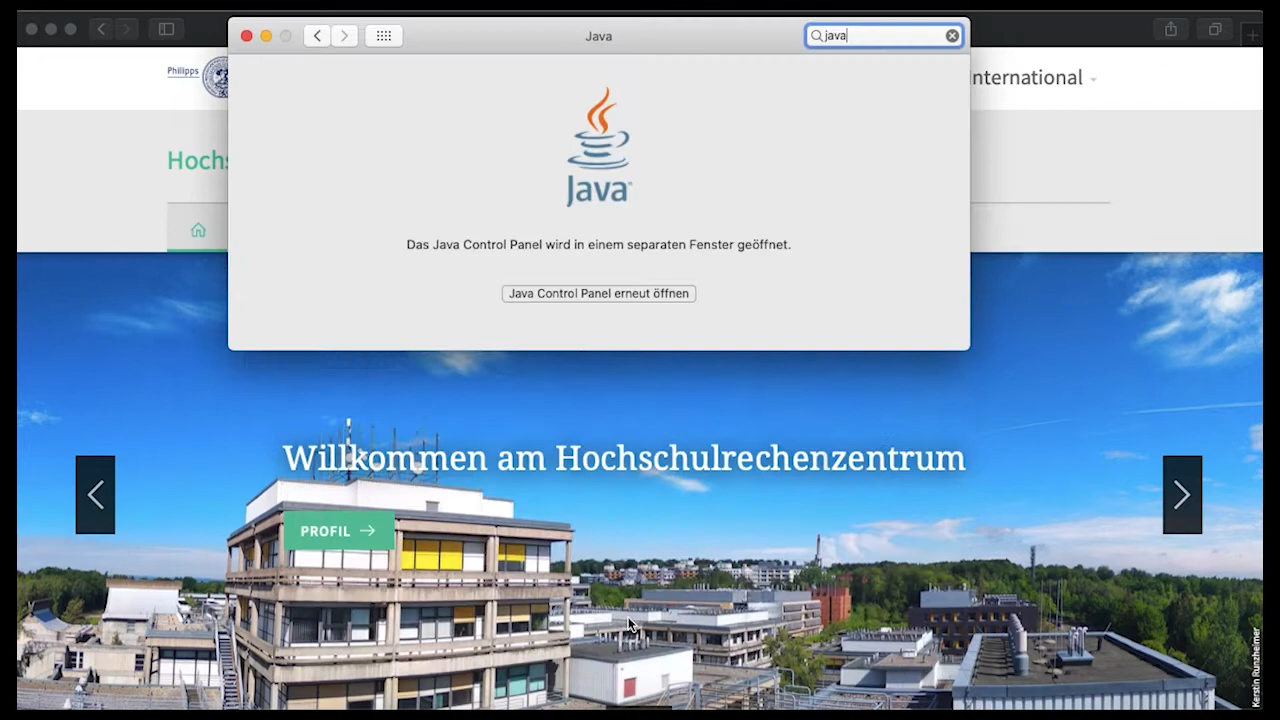 Java
java
Philipps
nternational
Hochs
Java
Das Java Control Panel wird in einem separaten Fenster geöffnet.
Java Control Panel erneut öffnen
Willkommen am Hochschulrechenzentrum
PROFIL
Kerstin Runzheimer